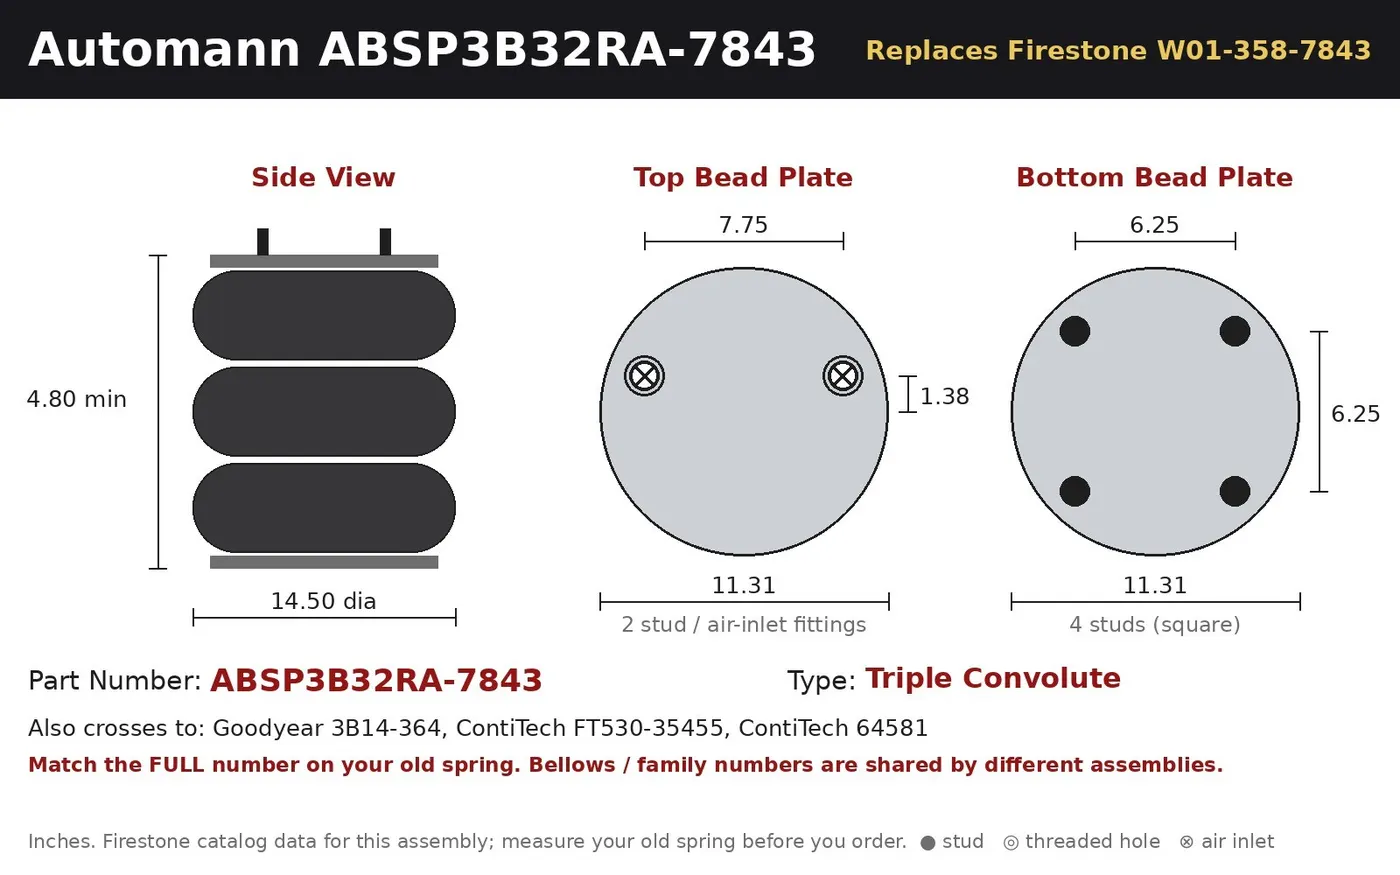 Automann ABSP3B32RA-7843
Replaces Firestone W01-358-7843
Side View
Top Bead Plate
Bottom Bead Plate
7.75
6.25
4.80 min
1.38
6.25
14.50 dia
11.31
11.31
2 stud / air-inlet fittings
4 studs (square)
Part Number: ABSP3B32RA-7843
Type: Triple Convolute
Also crosses to: Goodyear 3B14-364, ContiTech FT530-35455, ContiTech 64581
Match the FULL number on your old spring. Bellows / family numbers are shared by different assemblies.
Inches. Firestone catalog data for this assembly; measure your old spring before you order. ● stud ◎ threaded hole ⊗ air inlet